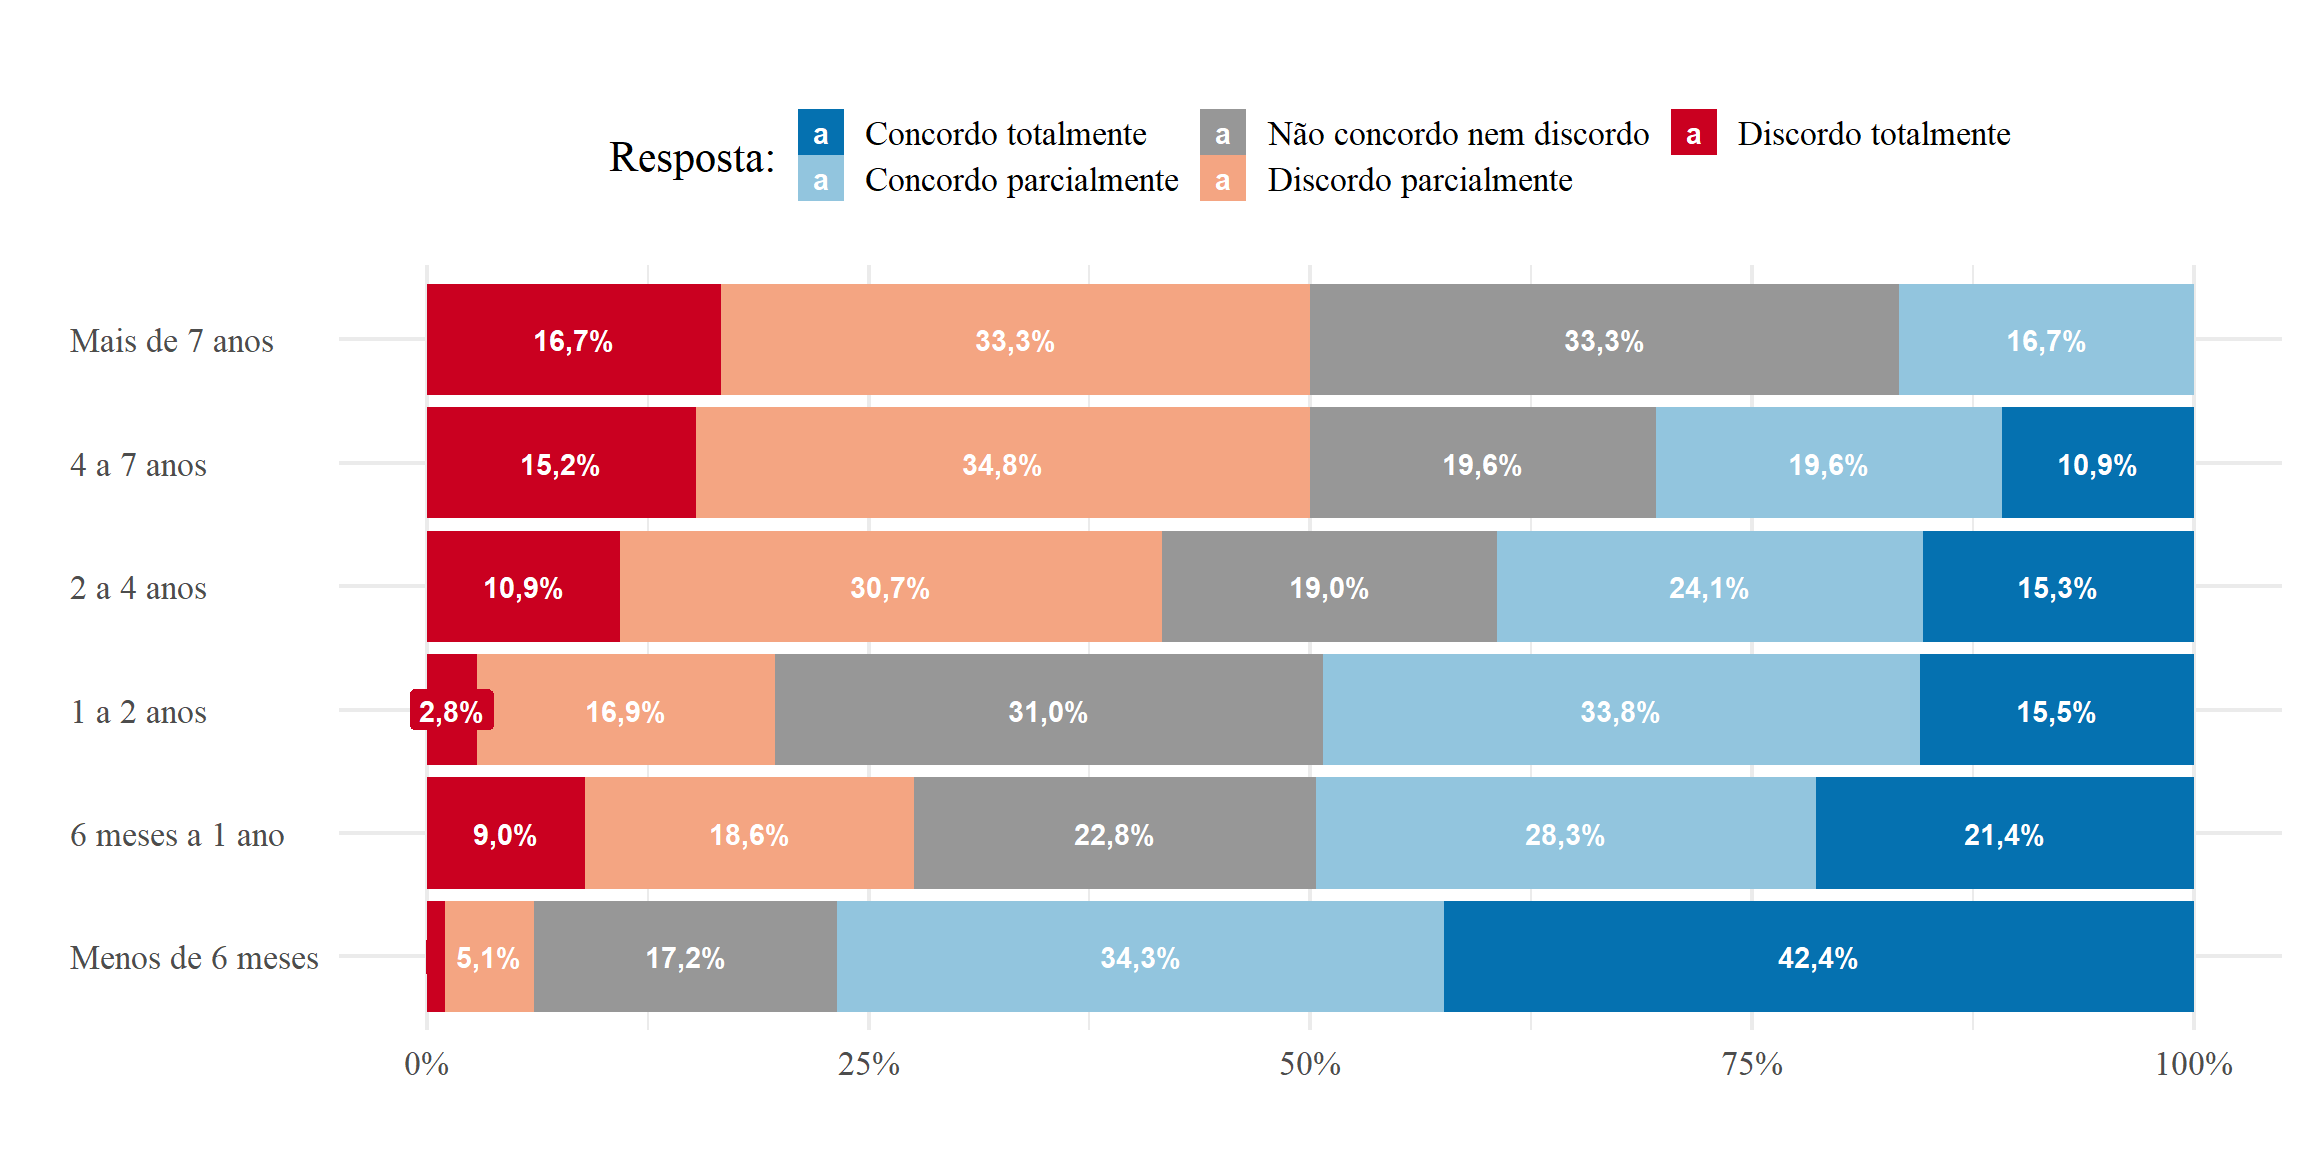 Resposta:
a Concordo totalmente a Não concordo nem discordo a Discordo totalmente
a Concordo parcialmente a Discordo parcialmente
Mais de 7 anos 16,7% 33,3% 33,3% 16,7%
4 a 7 anos 15,2% 34,8% 19,6% 19,6% 10,9%
2 a 4 anos 10,9% 30,7% 19,0% 24,1% 15,3%
1 a 2 anos 2,8% 16,9% 31,0% 33,8% 15,5%
6 meses a 1 ano 9,0% 18,6% 22,8% 28,3% 21,4%
Menos de 6 meses 5,1% 17,2% 34,3% 42,4%
0% 25% 50% 75% 100%